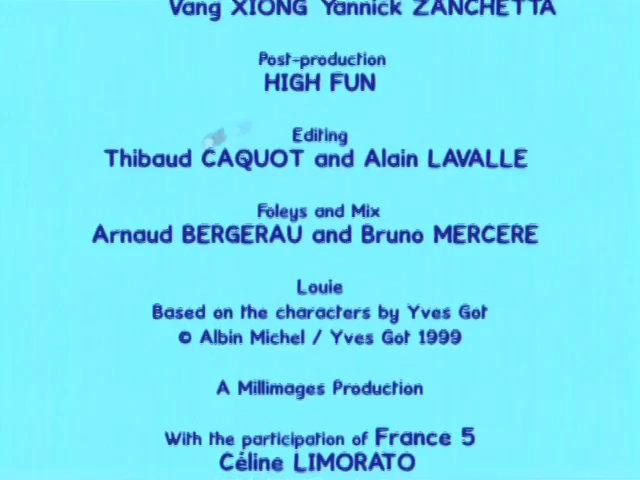 Vang XIONG Yannick ZANCHETTA
Post-production
HIGH FUN
Editing
Thibaud CAQUOT and Alain LAVALLE
Foleys and Mix
Arnaud BERGERAU and Bruno MERCERE
Louie
Based on the characters by Yves Got
© Albin Michel / Yves Got 1999
A Millimages Production
With the participation of France 5
Céline LIMORATO